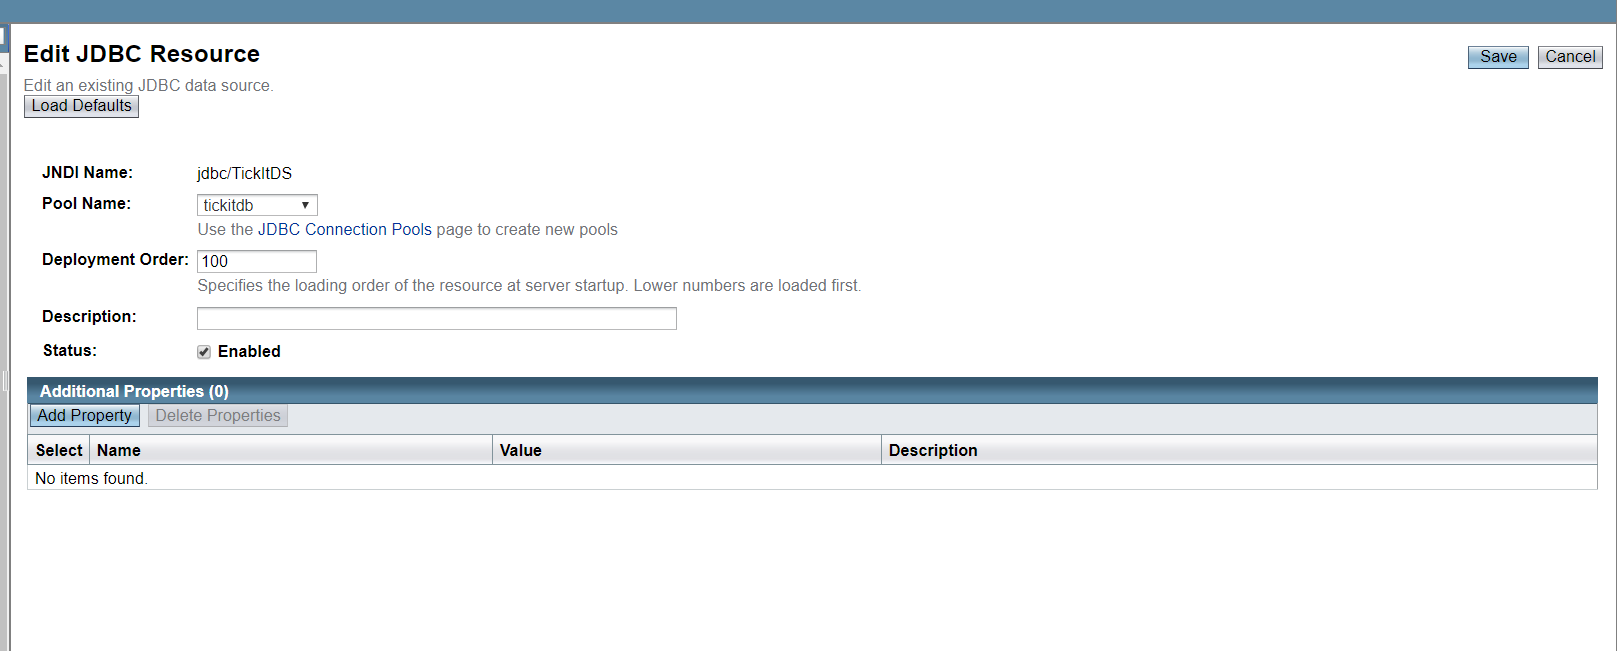 Edit JDBC Resource
Save Cancel
Edit an existing JDBC data source.
Load Defaults
JNDI Name: jdbc/TickItDS
Pool Name: tickitdb
Use the JDBC Connection Pools page to create new pools
Deployment Order: 100
Specifies the loading order of the resource at server startup. Lower numbers are loaded first.
Description:
Status: Enabled
Additional Properties (0)
Add Property Delete Properties
Select Name Value Description
No items found.